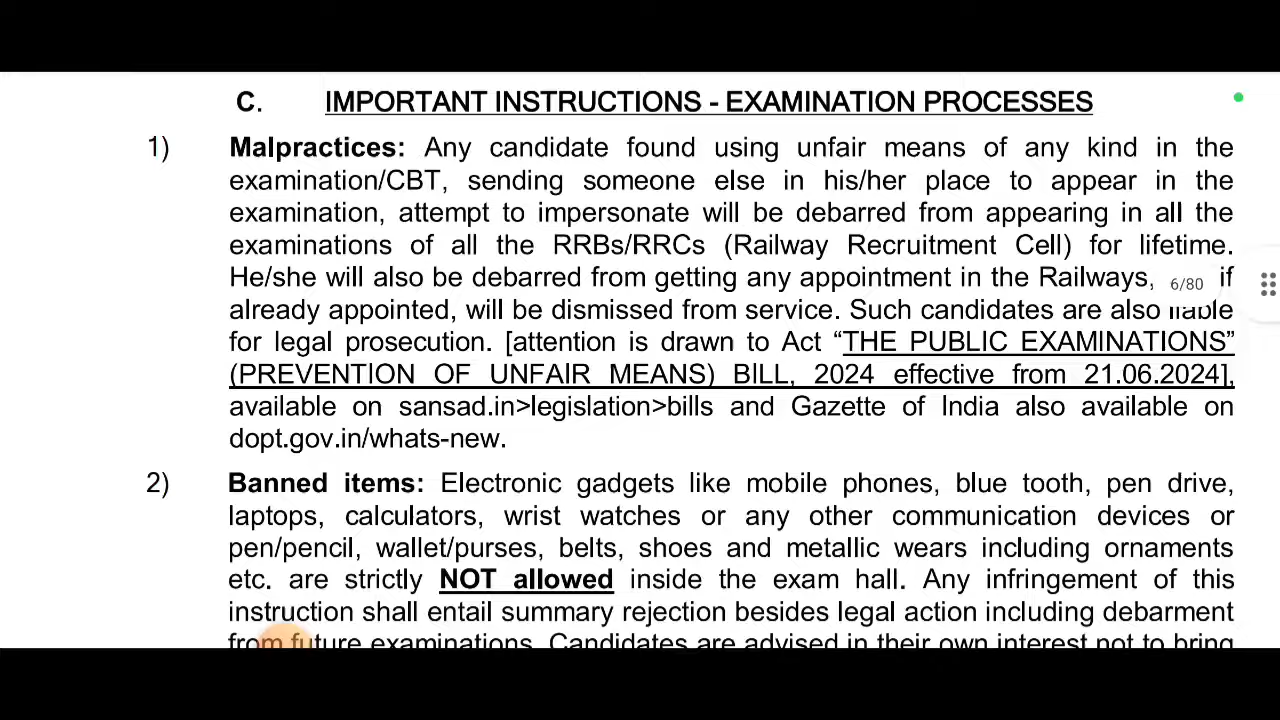 C. IMPORTANT INSTRUCTIONS - EXAMINATION PROCESSES
1) Malpractices: Any candidate found using unfair means of any kind in the
examination/CBT, sending someone else in his/her place to appear in the
examination, attempt to impersonate will be debarred from appearing in all the
examinations of all the RRBs/RRCs (Railway Recruitment Cell) for lifetime.
He/she will also be debarred from getting any appointment in the Railways, if
6/80
already appointed, will be dismissed from service. Such candidates are also liable
for legal prosecution. [attention is drawn to Act “THE PUBLIC EXAMINATIONS”
(PREVENTION OF UNFAIR MEANS) BILL, 2024 effective from 21.06.2024],
available on sansad.in>legislation>bills and Gazette of India also available on
dopt.gov.in/whats-new.
2) Banned items: Electronic gadgets like mobile phones, blue tooth, pen drive,
laptops, calculators, wrist watches or any other communication devices or
pen/pencil, wallet/purses, belts, shoes and metallic wears including ornaments
etc. are strictly NOT allowed inside the exam hall. Any infringement of this
instruction shall entail summary rejection besides legal action including debarment
from future examinations. Candidates are advised in their own interest not to bring